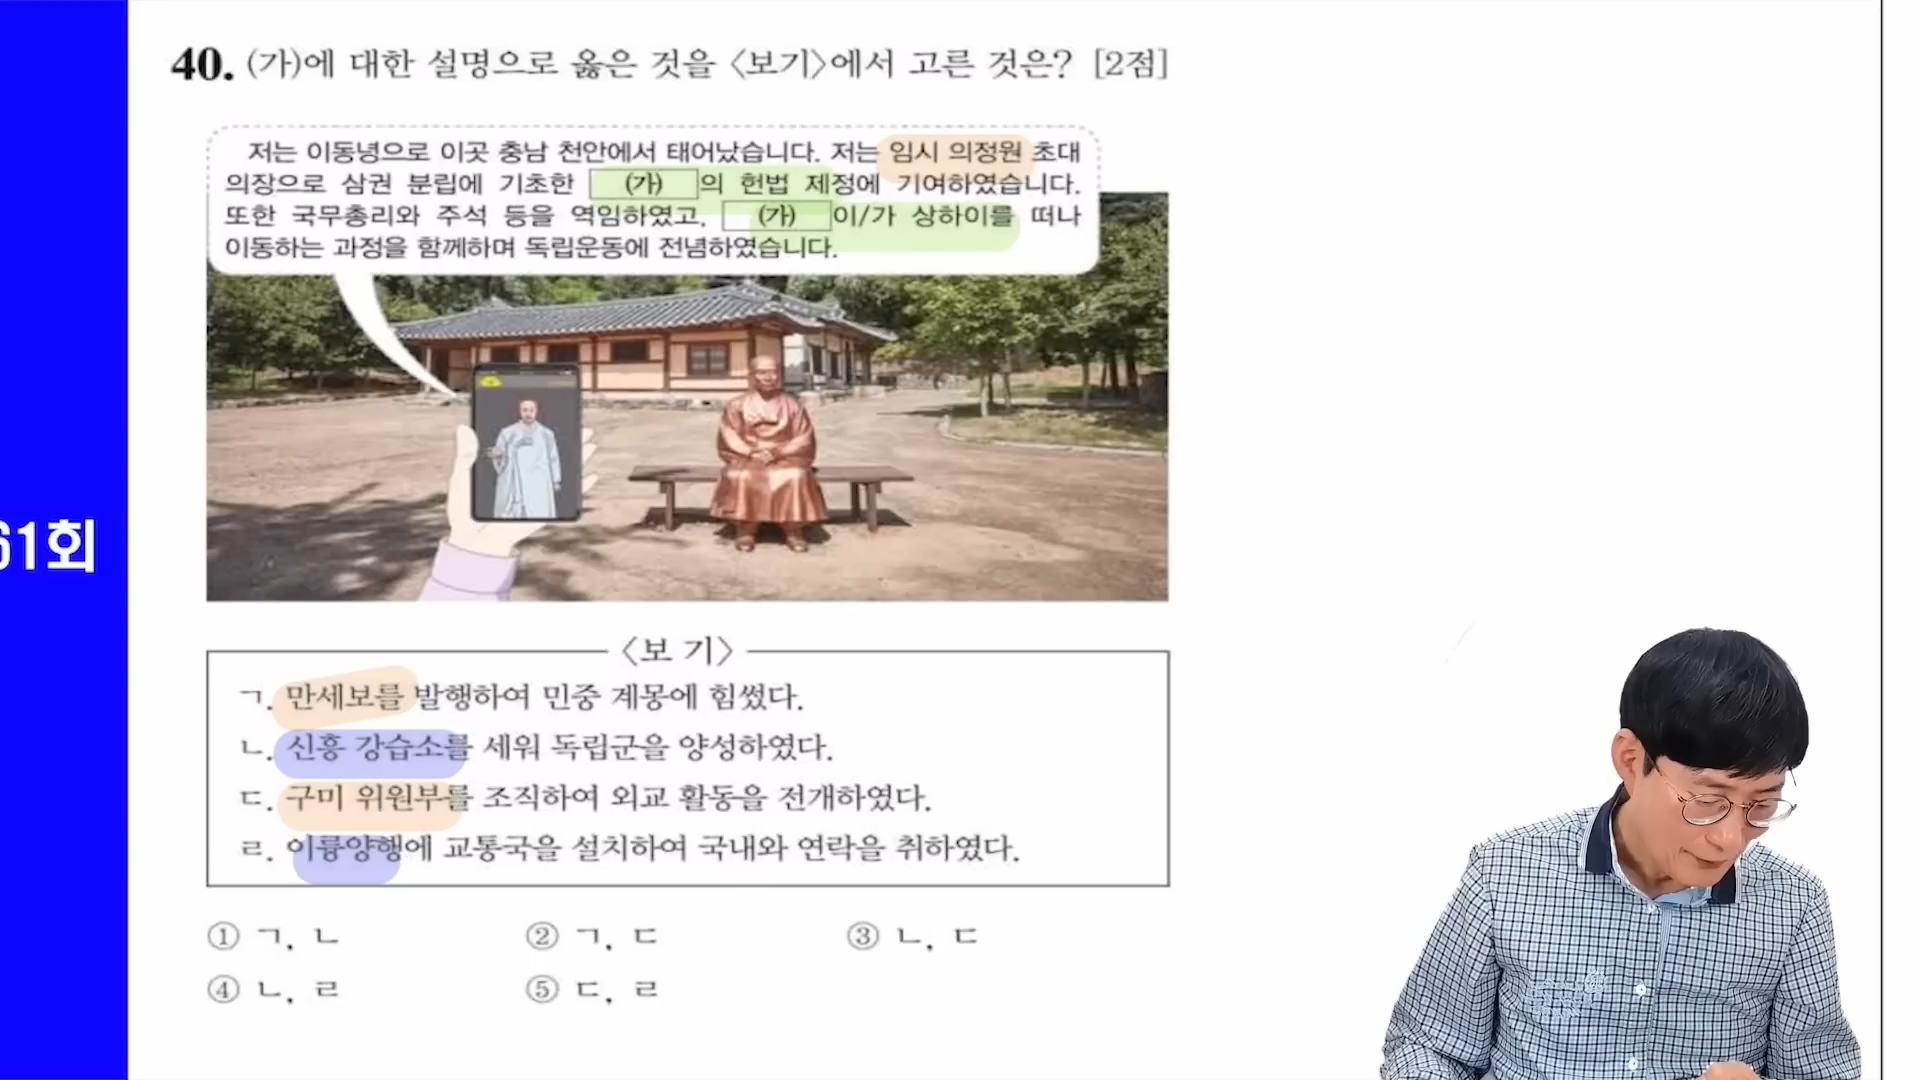 40. (가)에 대한 설명으로 옳은 것을 〈보기〉에서 고른 것은? [2점]
저는 이동녕으로 이곳 충남 천안에서 태어났습니다. 저는 임시 의정원 초대
의장으로 삼권 분립에 기초한 (가) 의 헌법 제정에 기여하였습니다.
또한 국무총리와 주석 등을 역임하였고, (가) 이/가 상하이를 떠나
이동하는 과정을 함께하며 독립운동에 전념하였습니다.
61회
〈보 기〉
ㄱ. 만세보를 발행하여 민중 계몽에 힘썼다.
ㄴ. 신흥 강습소를 세워 독립군을 양성하였다.
ㄷ. 구미 위원부를 조직하여 외교 활동을 전개하였다.
ㄹ. 이륭양행에 교통국을 설치하여 국내와 연락을 취하였다.
① ㄱ, ㄴ ② ㄱ, ㄷ ③ ㄴ, ㄷ
④ ㄴ, ㄹ ⑤ ㄷ, ㄹ